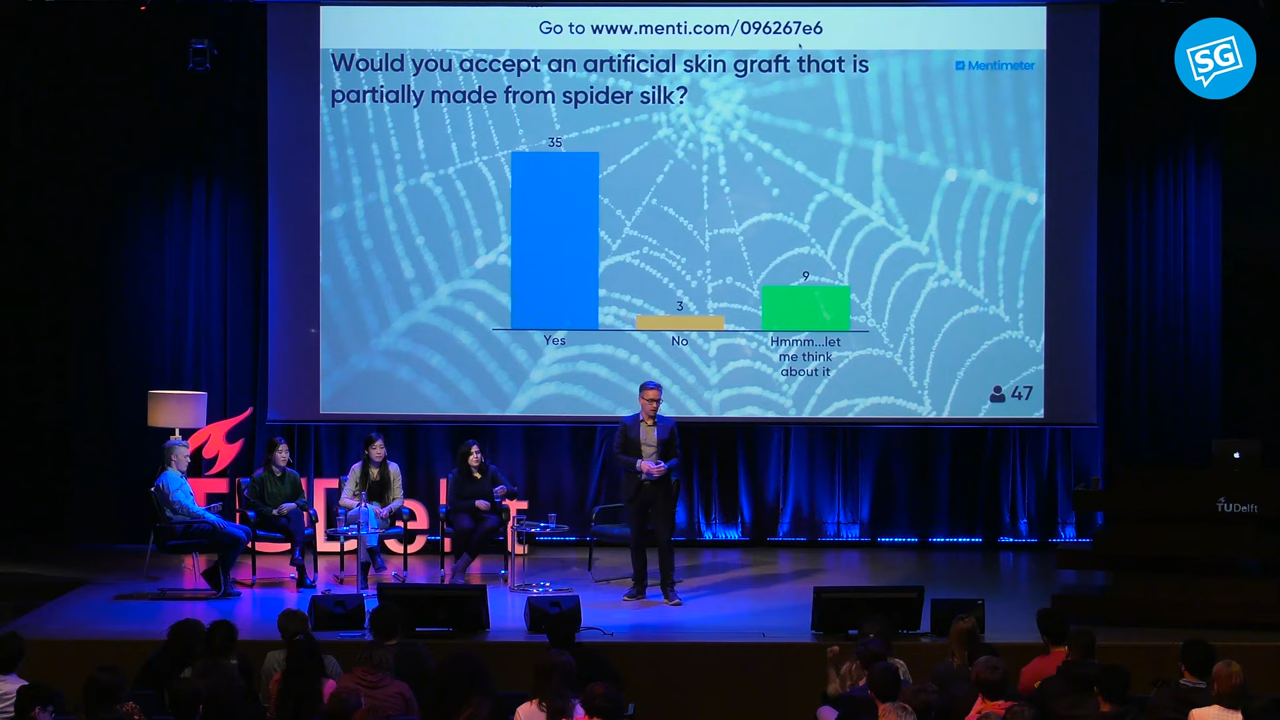 Go to www.menti.com/096267e6
SG
Would you accept an artificial skin graft that is
partially made from spider silk?
Mentimeter
35
3
9
Yes
No
Hmmm...let
me think
about it
47
TUDelft
TUDelft